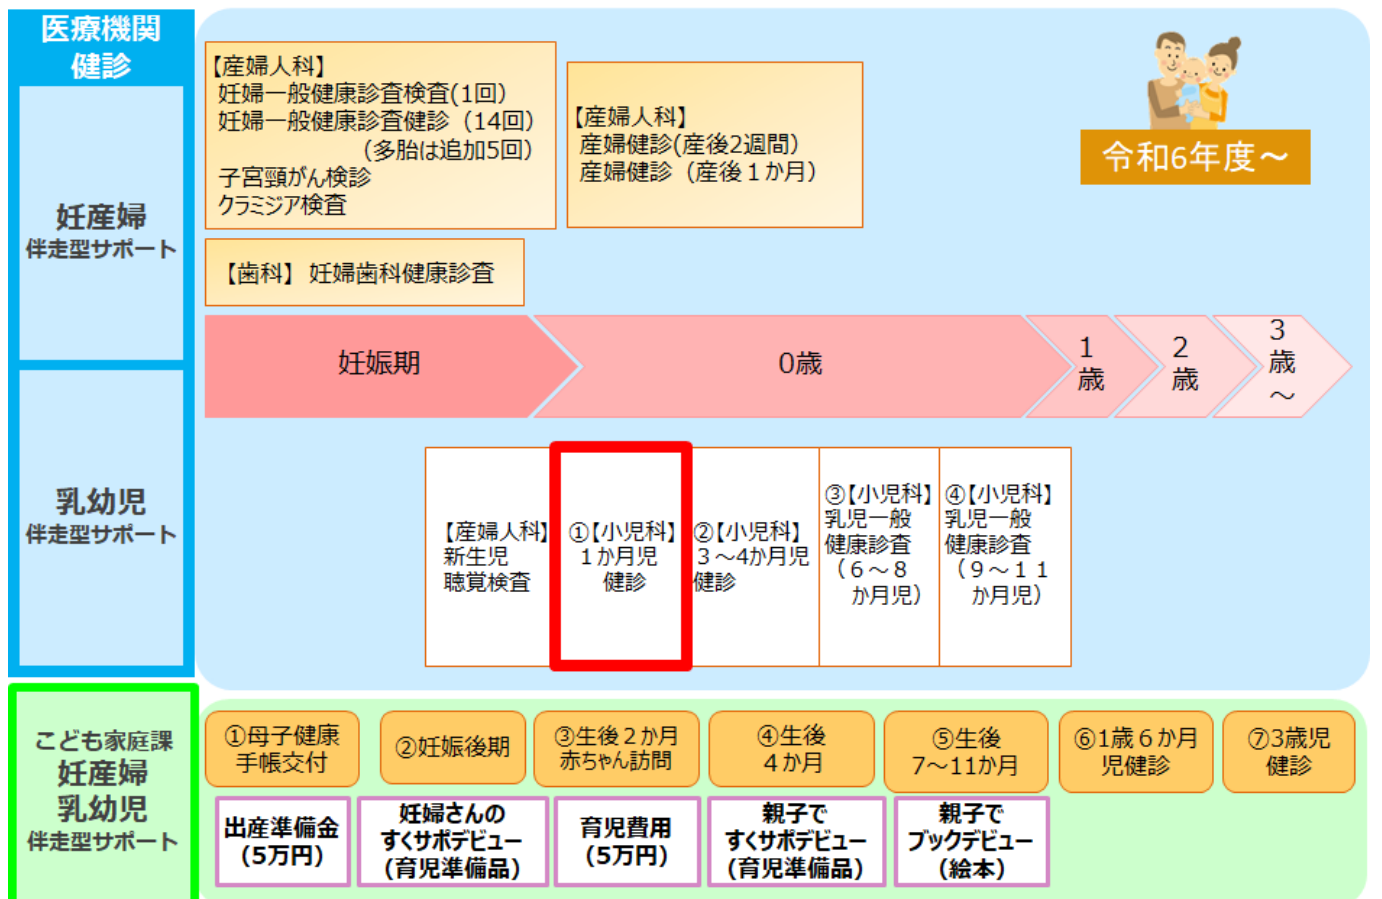 医療機関
健診
妊産婦
伴走型サポート
乳幼児
伴走型サポート
【産婦人科】
妊婦一般健康診査検査(1回)
妊婦一般健康診査健診（14回）
（多胎は追加5回）
子宮頸がん検診
クラミジア検査
【産婦人科】
産婦健診(産後2週間)
産婦健診（産後１か月）
令和6年度～
【歯科】 妊婦歯科健康診査
妊娠期
0歳
１
歳
２
歳
３
歳
～
【産婦人科】
新生児
聴覚検査
①【小児科】
１か月児
健診
②【小児科】
３～4か月児
健診
③【小児科】
乳児一般
健康診査
（６～８
か月児）
④【小児科】
乳児一般
健康診査
（９～１１
か月児）
こども家庭課
妊産婦
乳幼児
伴走型サポート
①母子健康
手帳交付
②妊娠後期
③生後２か月
赤ちゃん訪問
④生後
４か月
⑤生後
7～11か月
⑥1歳６か月
児健診
⑦3歳児
健診
出産準備金
（5万円）
妊婦さんの
すくサポデビュー
（育児準備品）
育児費用
（5万円）
親子で
すくサポデビュー
（育児準備品）
親子で
ブックデビュー
（絵本）